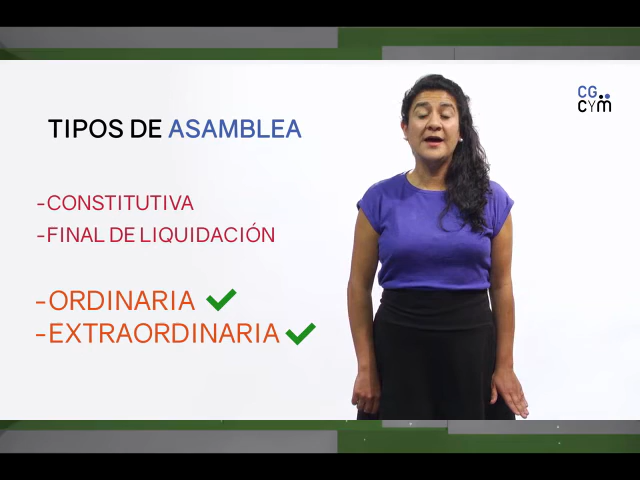 TIPOS DE ASAMBLEA
-CONSTITUTIVA
-FINAL DE LIQUIDACIÓN
-ORDINARIA
-EXTRAORDINARIA
CG
CYM